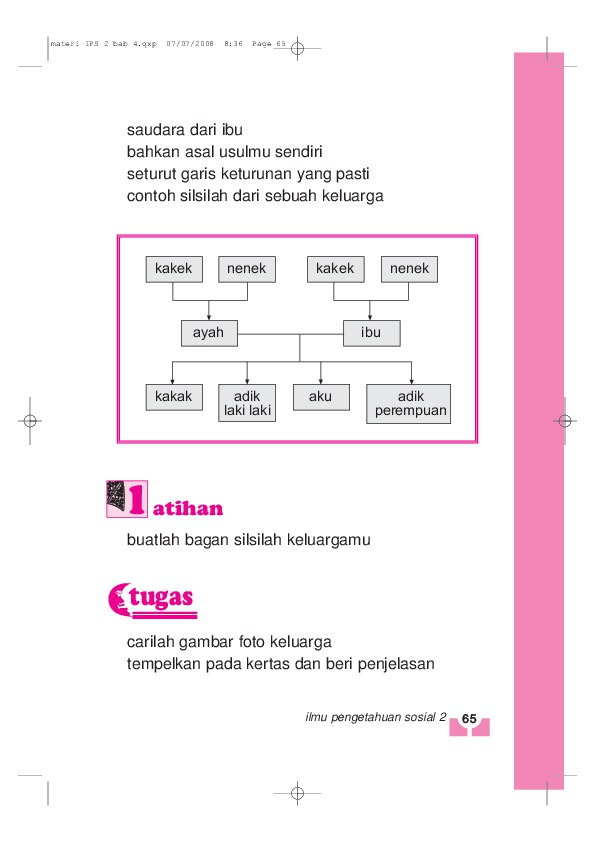 materi IPS 2 bab 4.qxp 07/07/2008 8:36 Page 65
saudara dari ibu
bahkan asal usulmu sendiri
seturut garis keturunan yang pasti
contoh silsilah dari sebuah keluarga
kakek nenek kakek nenek
ayah ibu
kakak adik laki laki aku adik perempuan
latihan
buatlah bagan silsilah keluargamu
tugas
carilah gambar foto keluarga
tempelkan pada kertas dan beri penjelasan
ilmu pengetahuan sosial 2 65